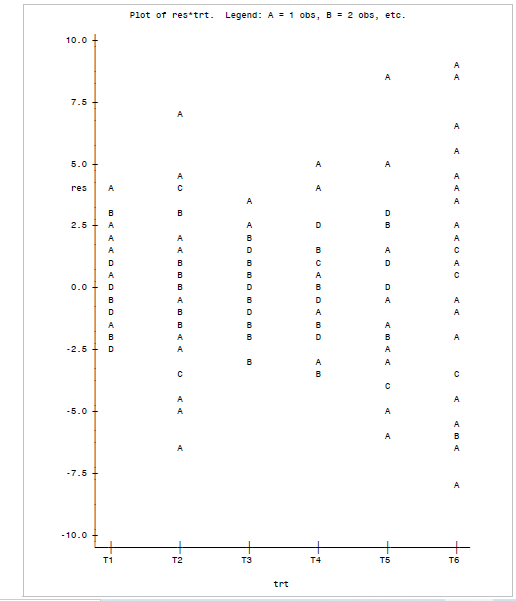 Plot of res*trt. Legend: A = 1 obs, B = 2 obs, etc.
10.0
A
A A
7.5
A
A
A
5.0 A A
A A
res A C A A
A A
B B D
2.5 A A D B A
A A B A
A A D B A C
D B B C D A
A B B A C
0.0 D B D B D
B A B D A A
D B D A A
A B B B A
B A B D B A
-2.5 D A A
B A A
C B C
C
A A
-5.0 A A
A
A B
A A
-7.5
A
-10.0
T1 T2 T3 T4 T5 T6
trt